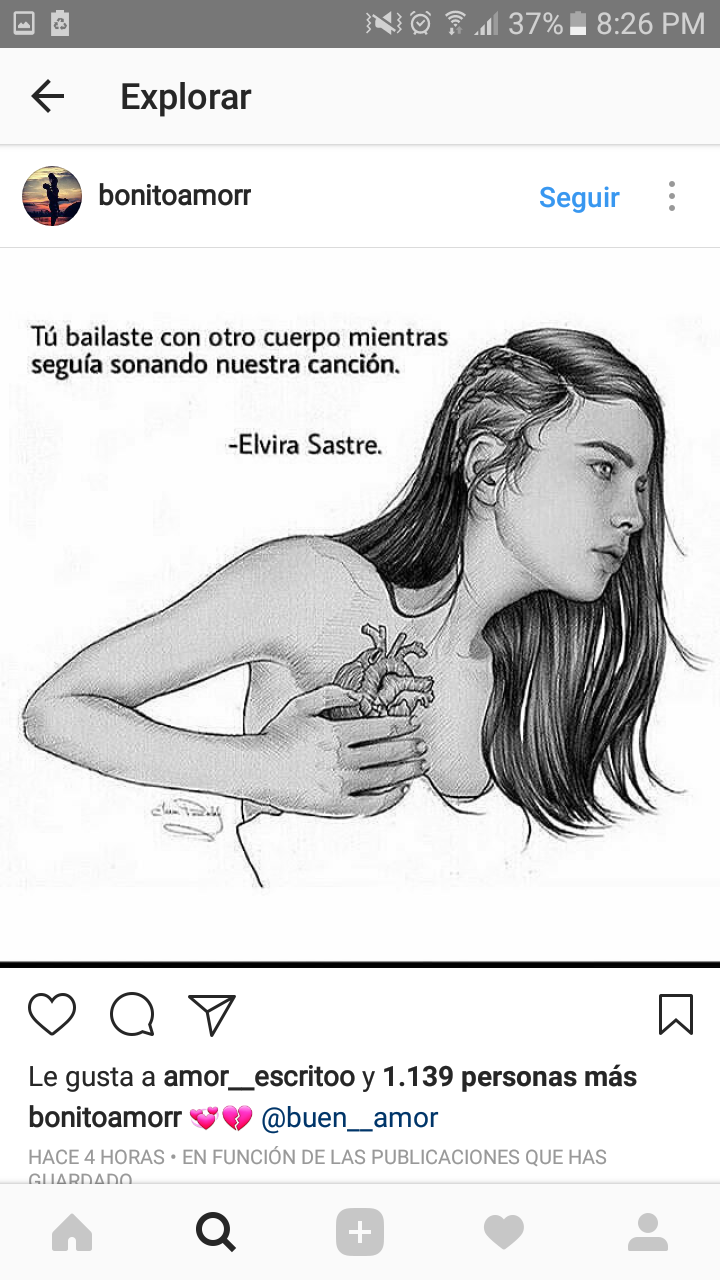 37% 8:26 PM
Explorar
bonitoamorr
Seguir
Tú bailaste con otro cuerpo mientras
seguía sonando nuestra canción.
-Elvira Sastre.
Le gusta a amor__escritoo y 1.139 personas más
bonitoamorr 💞💔 @buen__amor
HACE 4 HORAS • EN FUNCIÓN DE LAS PUBLICACIONES QUE HAS
GUARDADO